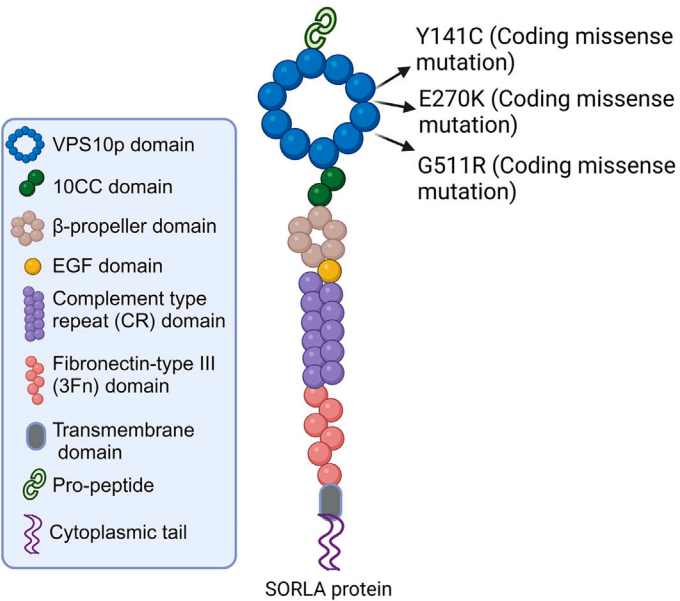 Y141C (Coding missense
mutation)
E270K (Coding missense
mutation)
G511R (Coding missense
mutation)
VPS10p domain
10CC domain
β-propeller domain
EGF domain
Complement type
repeat (CR) domain
Fibronectin-type III
(3Fn) domain
Transmembrane
domain
Pro-peptide
Cytoplasmic tail
SORLA protein